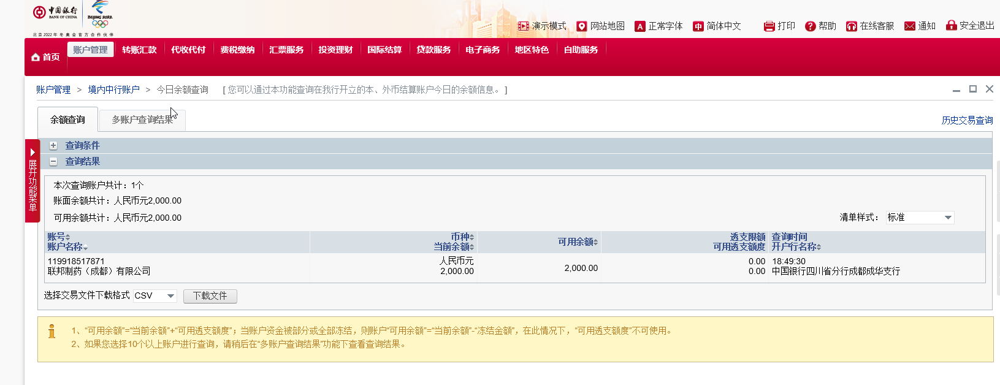 中国银行
BANK OF CHINA
BEIJING 2022
北京2022年冬奥会官方合作伙伴
演示模式 网站地图 A 正常字体 中 简体中文 打印 帮助 在线客服 通知 安全退出
首页 账户管理 转账汇款 代收代付 费税缴纳 汇票服务 投资理财 国际结算 贷款服务 电子商务 地区特色 自助服务
账户管理 > 境内中行账户 > 今日余额查询 [ 您可以通过本功能查询在我行开立的本、外币结算账户今日的余额信息。 ]
余额查询 多账户查询结果 历史交易查询
查询条件
查询结果
展开功能菜单
本次查询账户共计：1个
账面余额共计：人民币元2,000.00
可用余额共计：人民币元2,000.00
清单样式： 标准
账号 币种 可用余额 透支限额 查询时间
账户名称 当前余额 可用透支额度 开户行名称
119918517871 人民币元 2,000.00 0.00 18:49:30
联邦制药（成都）有限公司 2,000.00 0.00 中国银行四川省分行成都成华支行
选择交易文件下载格式 CSV 下载文件
1、“可用余额”=“当前余额”+“可用透支额度”；当账户资金被部分或全部冻结，则账户“可用余额”=“当前余额”-“冻结金额”，在此情况下，“可用透支额度”不可使用。
2、如果您选择10个以上账户进行查询，请稍后在“多账户查询结果”功能下查看查询结果。